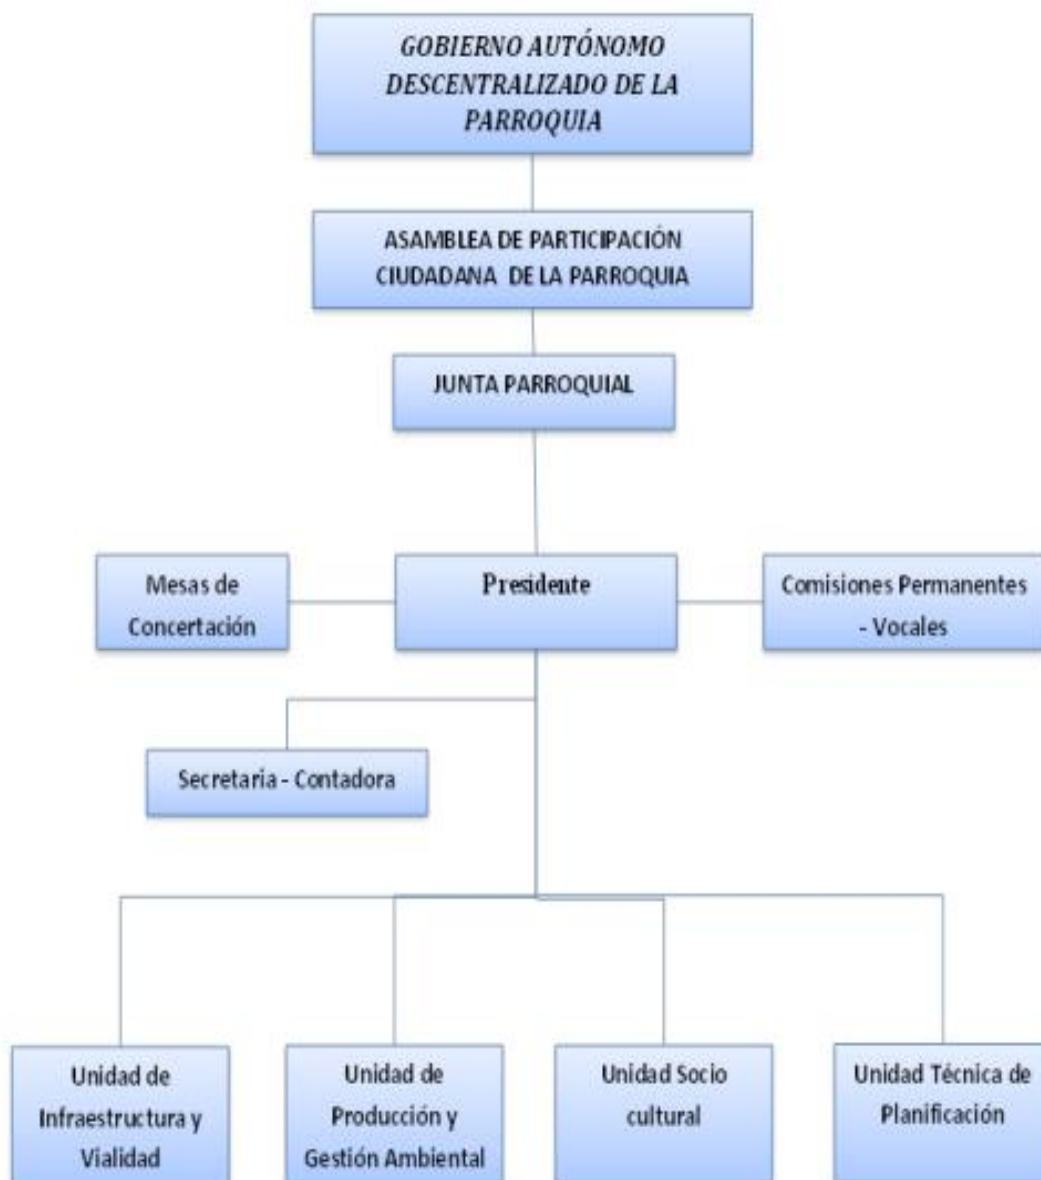 GOBIERNO AUTÓNOMO
DESCENTRALIZADO DE LA
PARROQUIA
ASAMBLEA DE PARTICIPACIÓN
CIUDADANA DE LA PARROQUIA
JUNTA PARROQUIAL
Mesas de
Concertación
Presidente
Comisiones Permanentes
- Vocales
Secretaria - Contadora
Unidad de
Infraestructura y
Vialidad
Unidad de
Producción y
Gestión Ambiental
Unidad Socio
cultural
Unidad Técnica de
Planificación